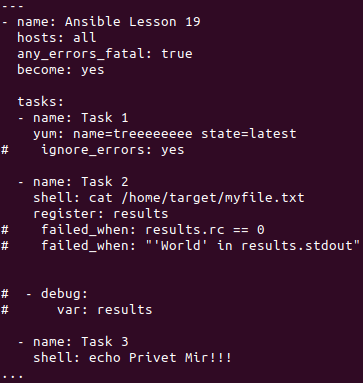 ---
- name: Ansible Lesson 19
  hosts: all
  any_errors_fatal: true
  become: yes

  tasks:
  - name: Task 1
    yum: name=treeeeeeee state=latest
#    ignore_errors: yes

  - name: Task 2
    shell: cat /home/target/myfile.txt
    register: results
#    failed_when: results.rc == 0
#    failed_when: "'World' in results.stdout"


#  - debug:
#      var: results

  - name: Task 3
    shell: echo Privet Mir!!!
...